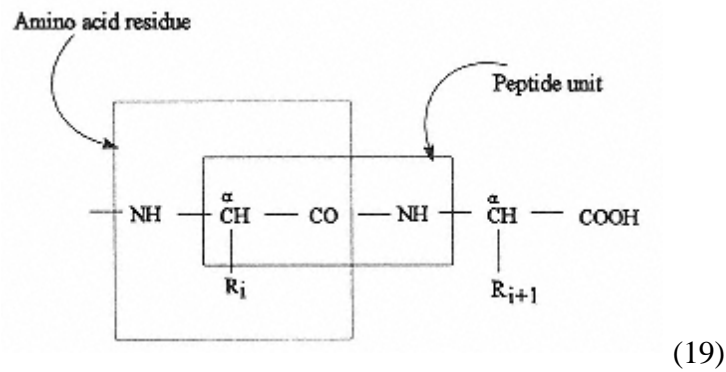 Amino acid residue
Peptide unit
α α
NH CH CO NH CH COOH
Ri Ri+1
(19)